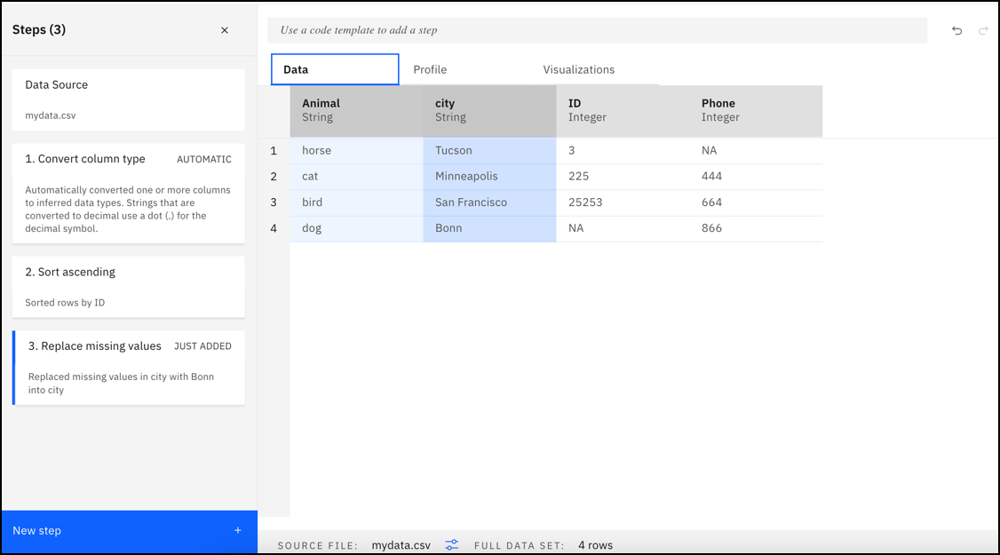 Steps (3)
×
Data Source
mydata.csv
1. Convert column type AUTOMATIC
Automatically converted one or more columns
to inferred data types. Strings that are
converted to decimal use a dot (.) for the
decimal symbol.
2. Sort ascending
Sorted rows by ID
3. Replace missing values JUST ADDED
Replaced missing values in city with Bonn
into city
New step +
Use a code template to add a step
Data Profile Visualizations
Animal city ID Phone
String String Integer Integer
1 horse Tucson 3 NA
2 cat Minneapolis 225 444
3 bird San Francisco 25253 664
4 dog Bonn NA 866
SOURCE FILE: mydata.csv FULL DATA SET: 4 rows